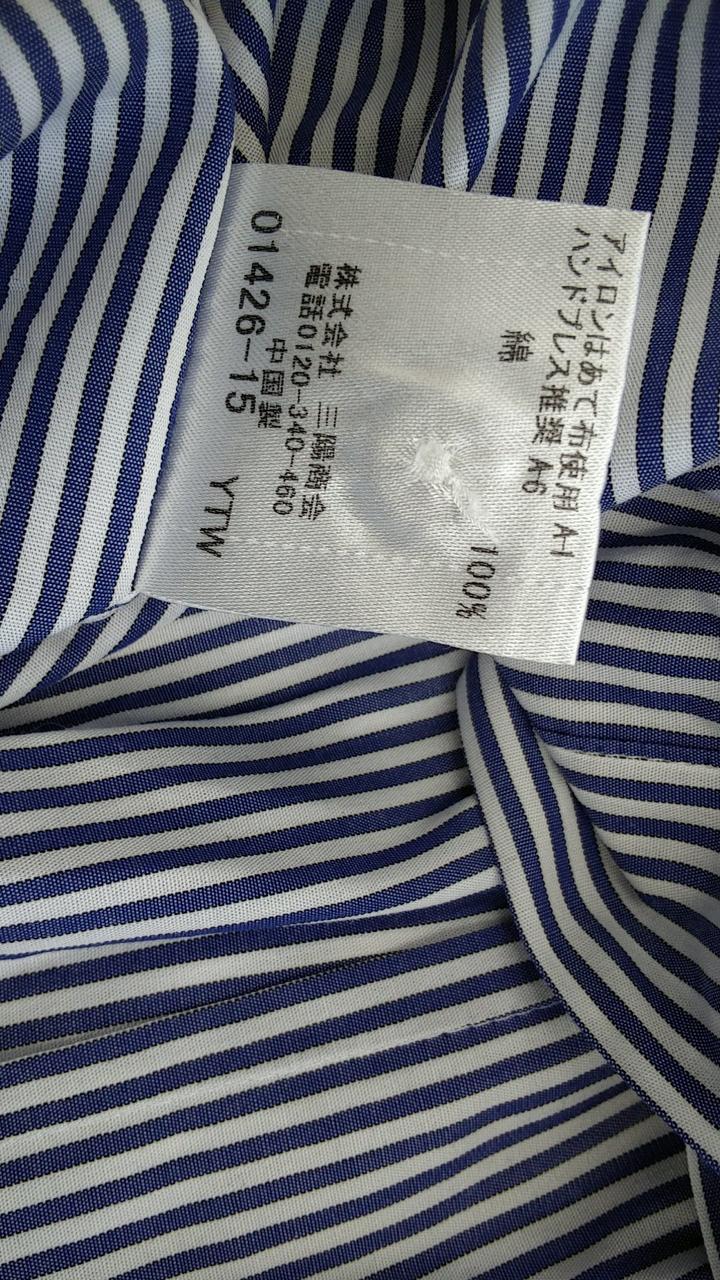 アイロンはあて布使用 A-1
ハンドプレス推奨 A-6
綿 100%
株式会社 三陽商会
電話0120-340-460
中国製
01426-15 YTW